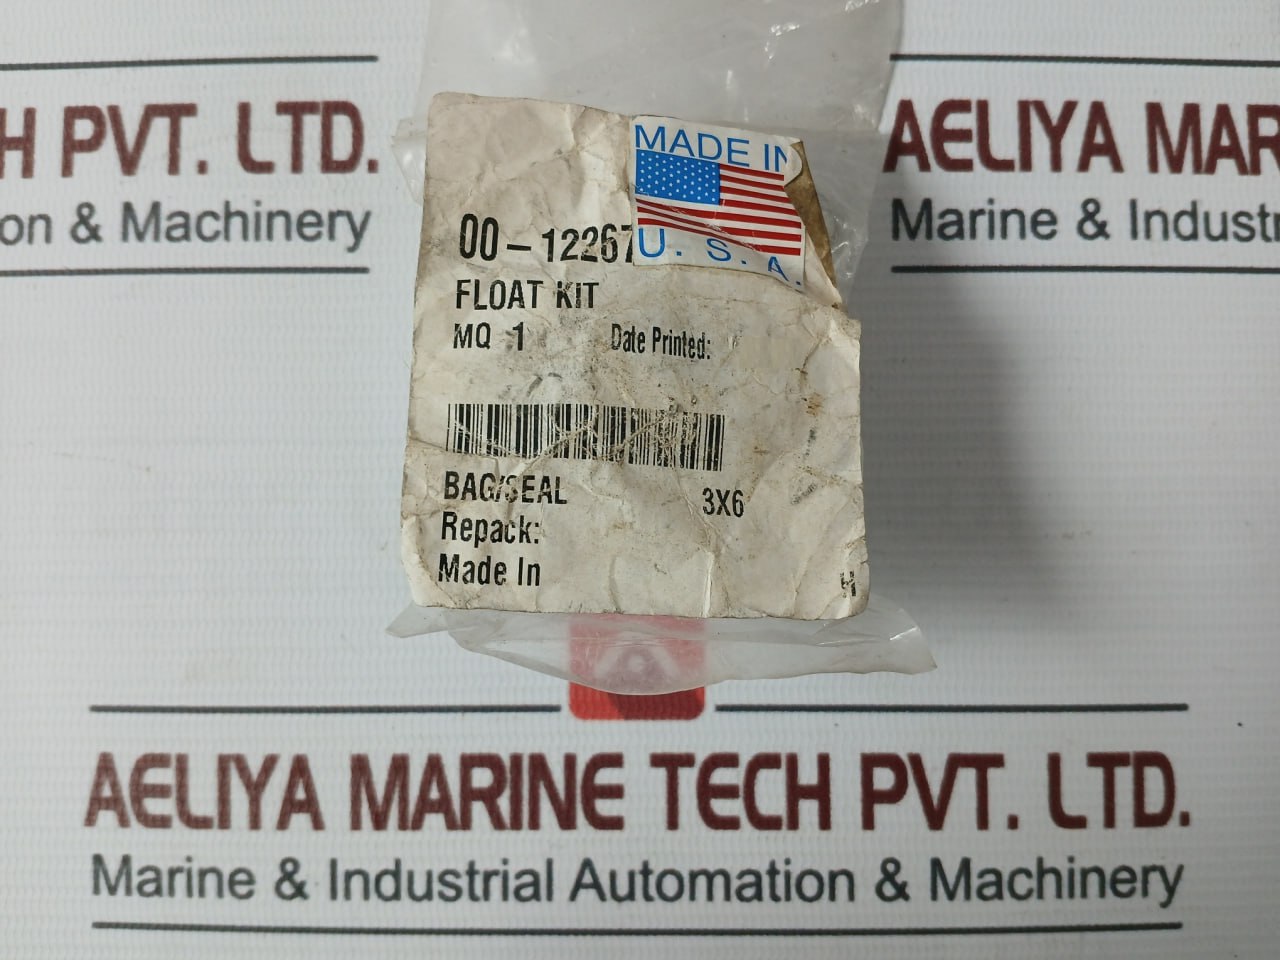 H PVT. LTD.
on & Machinery
AELIYA MAR
Marine & Industr
MADE IN
U. S. A.
00-12267
FLOAT KIT
MQ 1 Date Printed:
BAG/SEAL 3X6
Repack:
Made In
H
AELIYA MARINE TECH PVT. LTD.
Marine & Industrial Automation & Machinery